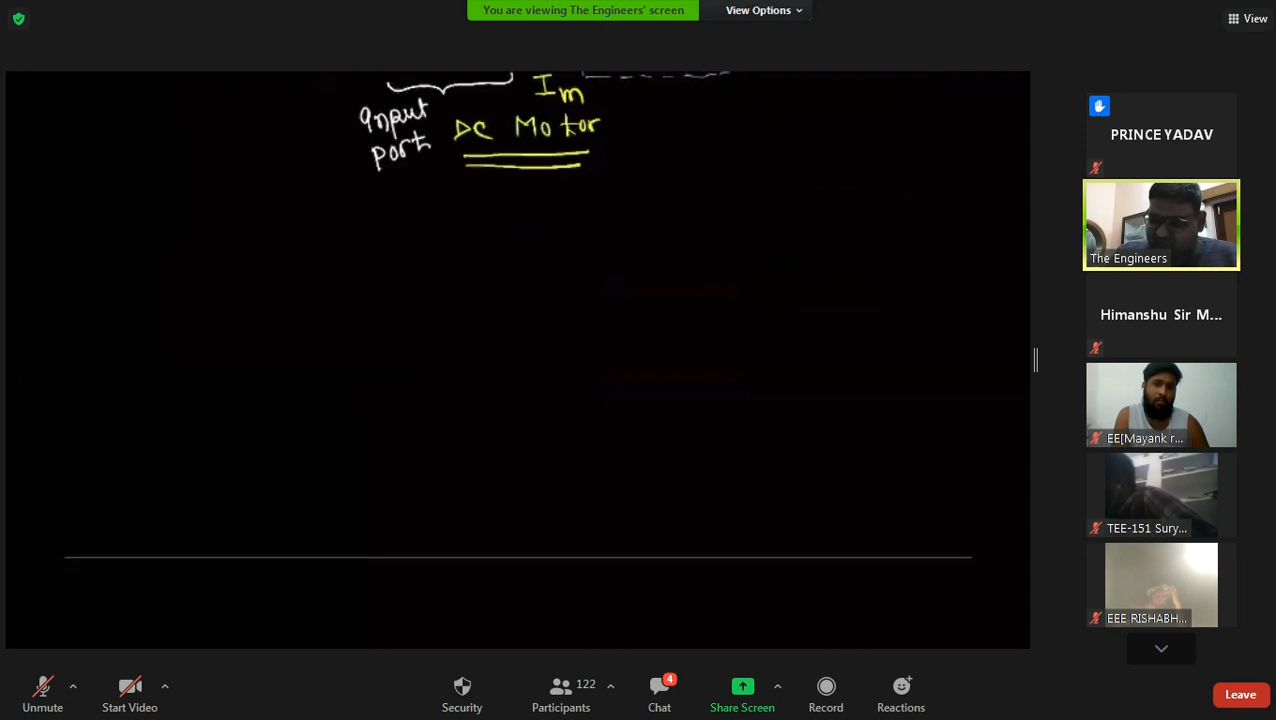 You are viewing The Engineers' screen
View Options
View
Im
Input
port
DC Motor
PRINCE YADAV
The Engineers
Himanshu Sir M...
EE[Mayank r...
TEE-151 Sury...
EEE RISABH...
Unmute
Start Video
Security
122
Participants
4
Chat
Share Screen
Record
Reactions
Leave